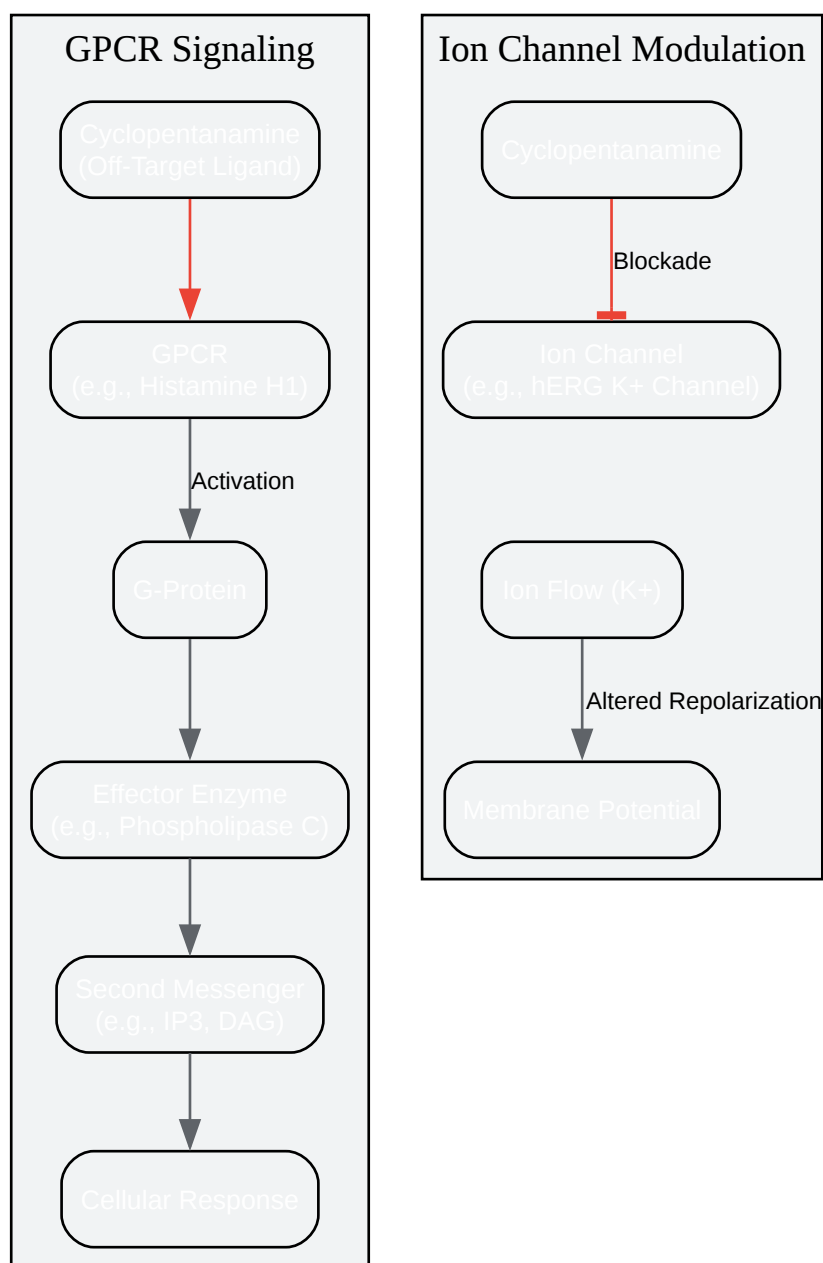 GPCR Signaling
Cyclopentanamine
(Off-Target Ligand)
GPCR
(e.g., Histamine H1)
Activation
G-Protein
Effector Enzyme
(e.g., Phospholipase C)
Second Messenger
(e.g., IP3, DAG)
Cellular Response
Ion Channel Modulation
Cyclopentanamine
Blockade
Ion Channel
(e.g., hERG K+ Channel)
Ion Flow (K+)
Altered Repolarization
Membrane Potential